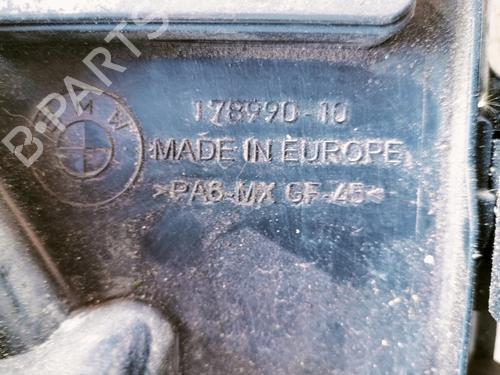 B-PARTS
BMW
178990-10
MADE IN EUROPE
>PA6-MX GF-45<